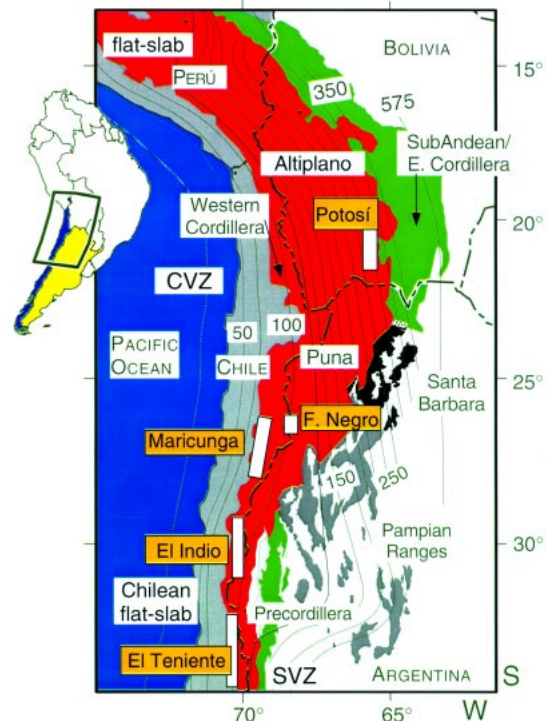 flat-slab
PERÚ
BOLIVIA
15°
350
575
Altiplano
SubAndean/
E. Cordillera
Western
Cordillera
Potosí
20°
CVZ
50
100
PACIFIC
OCEAN
CHILE
Puna
Santa
Barbara
25°
F. Negro
Maricunga
150
250
Pampian
Ranges
El Indio
30°
Chilean
flat-slab
Precordillera
El Teniente
SVZ
ARGENTINA
S
70°
65°
W